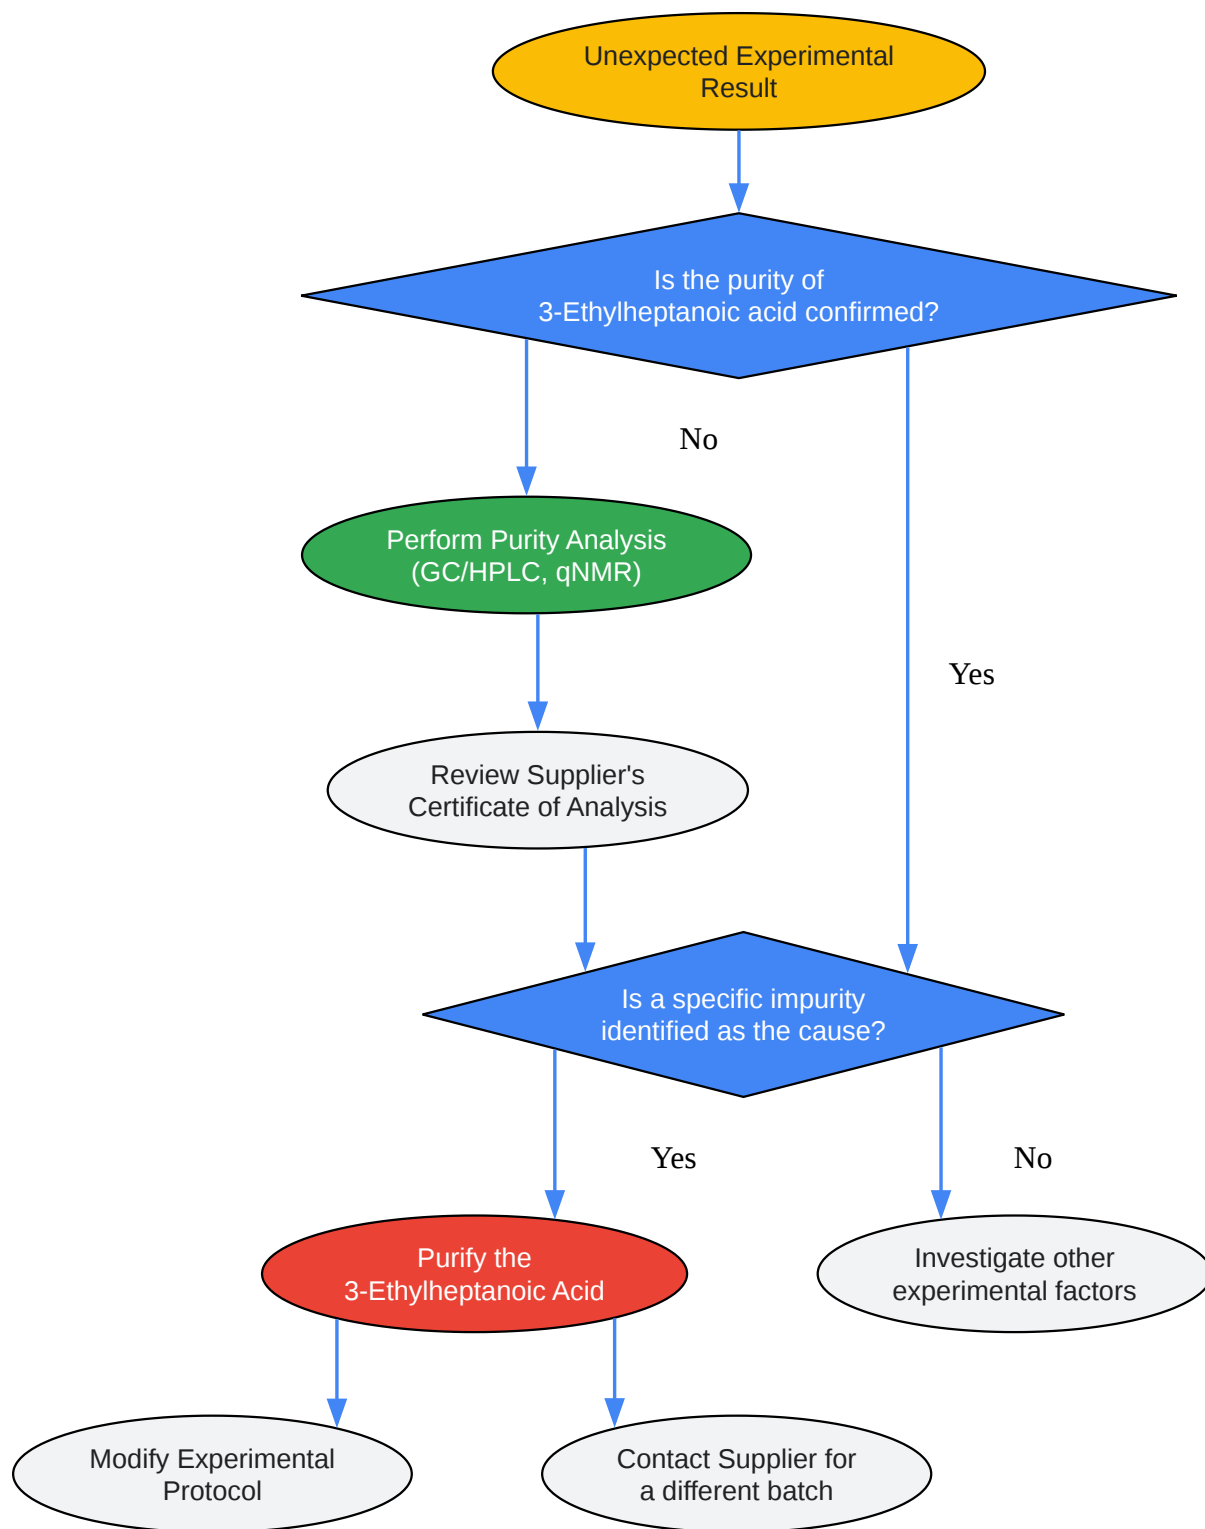 Unexpected Experimental
Result
Is the purity of
3-Ethylheptanoic acid confirmed?
No
Perform Purity Analysis
(GC/HPLC, qNMR)
Yes
Review Supplier's
Certificate of Analysis
Is a specific impurity
identified as the cause?
Yes
No
Purify the
3-Ethylheptanoic Acid
Investigate other
experimental factors
Modify Experimental
Protocol
Contact Supplier for
a different batch